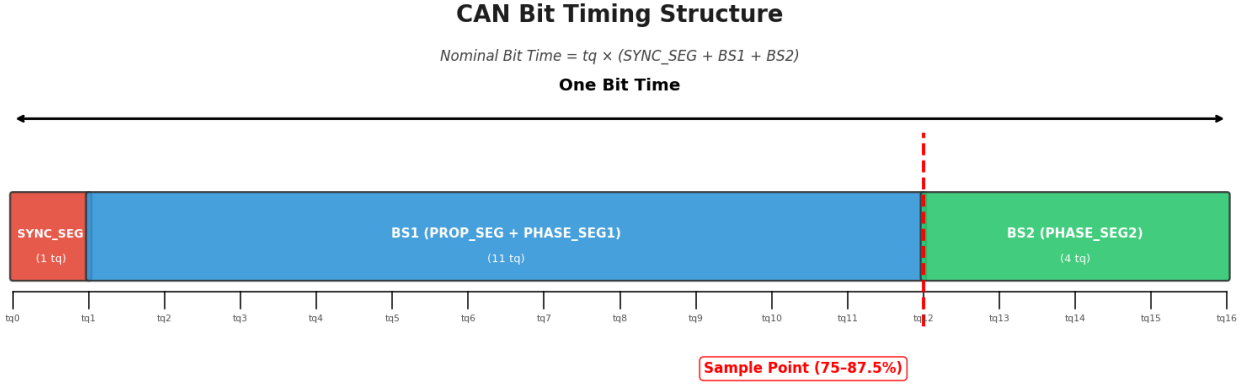 CAN Bit Timing Structure
Nominal Bit Time = tq × (SYNC_SEG + BS1 + BS2)
One Bit Time
SYNC_SEG
(1 tq)
BS1 (PROP_SEG + PHASE_SEG1)
(11 tq)
BS2 (PHASE_SEG2)
(4 tq)
tq0 tq1 tq2 tq3 tq4 tq5 tq6 tq7 tq8 tq9 tq10 tq11 tq12 tq13 tq14 tq15 tq16
Sample Point (75–87.5%)